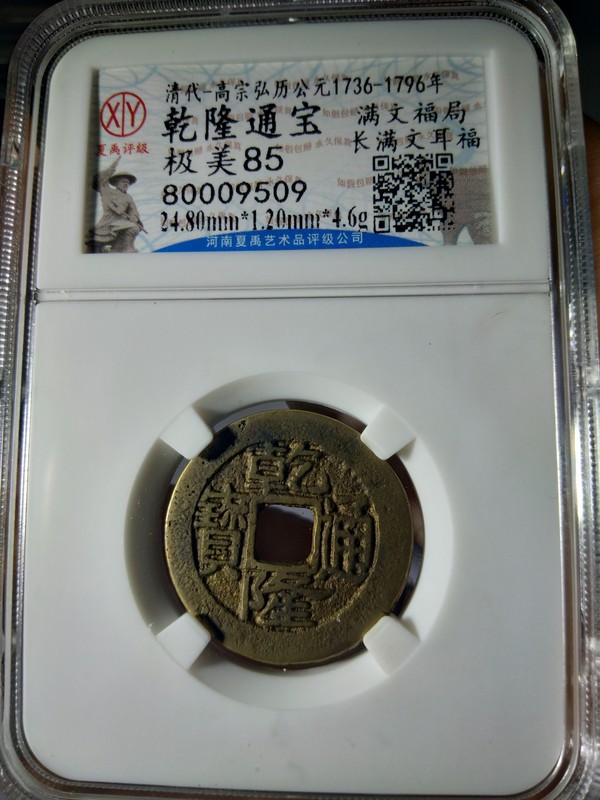 清代-高宗弘历公元1736-1796年
乾隆通宝
满文福局
长满文耳福
极美85
80009509
24.80mm*1.20mm*4.6g
XY
夏禹评级
河南夏禹艺术品评级公司
乾隆通寶